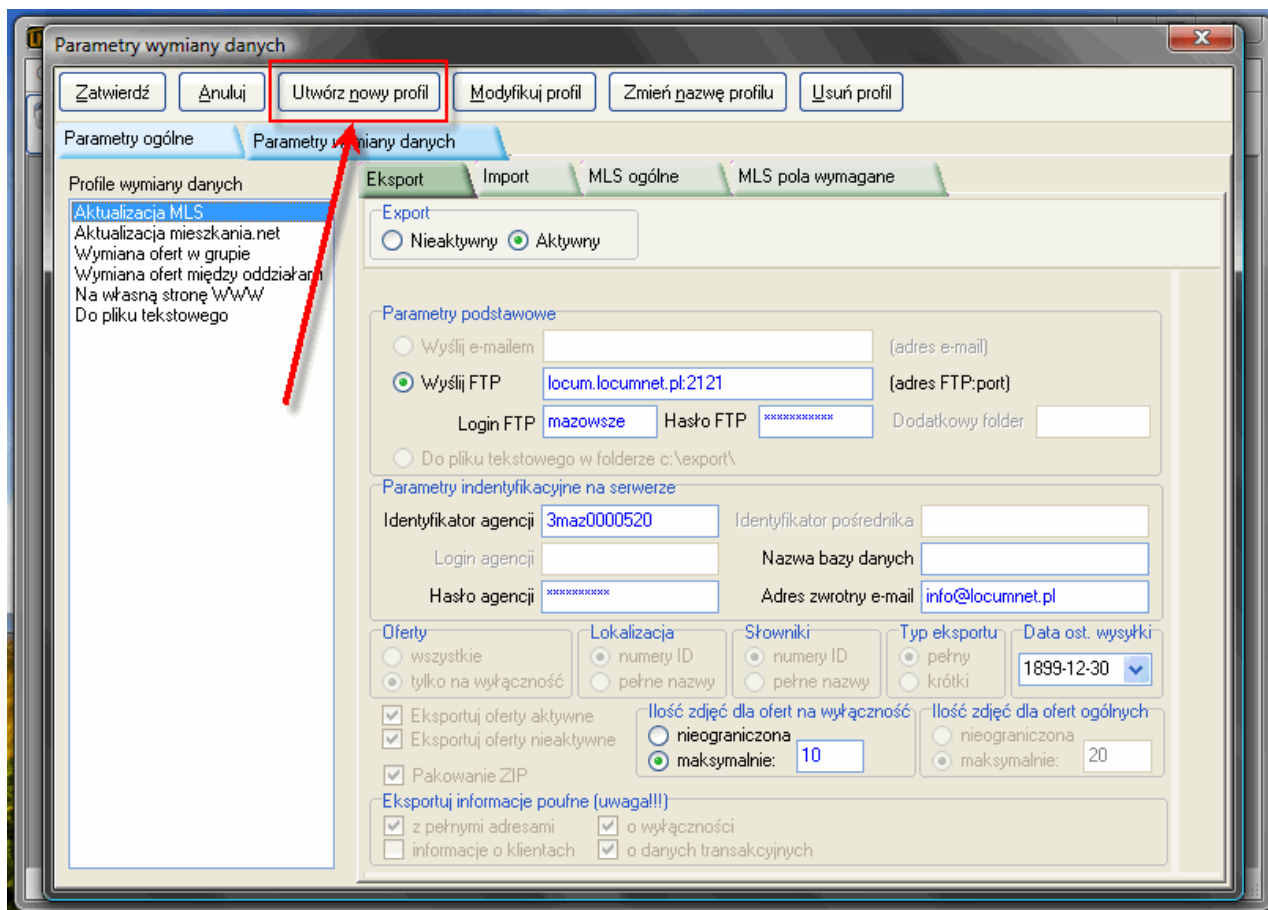 Parametry wymiany danych
Zatwierdź Anuluj Utwórz nowy profil Modyfikuj profil Zmień nazwę profilu Usuń profil
Parametry ogólne Parametry wymiany danych
Profile wymiany danych
Aktualizacja MLS
Aktualizacja mieszkania.net
Wymiana ofert w grupie
Wymiana ofert między oddziałami
Na własną stronę WWW
Do pliku tekstowego
Eksport Import MLS ogólne MLS pola wymagane
Export
Nieaktywny Aktywny
Parametry podstawowe
Wyślij e-mailem (adres e-mail)
Wyślij FTP locum.locumnet.pl:2121 (adres FTP:port)
Login FTP mazowsze Hasło FTP *********** Dodatkowy folder
Do pliku tekstowego w folderze c:\export\
Parametry indentyfikacyjne na serwerze
Identyfikator agencji 3maz0000520 Identyfikator pośrednika
Login agencji Nazwa bazy danych
Hasło agencji ********** Adres zwrotny e-mail info@locumnet.pl
Oferty Lokalizacja Słowniki Typ eksportu Data ost. wysyłki
wszystkie numery ID numery ID pełny 1899-12-30
tylko na wyłączność pełne nazwy pełne nazwy krótki
Eksportuj oferty aktywne Ilość zdjęć dla ofert na wyłączność Ilość zdjęć dla ofert ogólnych
Eksportuj oferty nieaktywne nieograniczona nieograniczona
Pakowanie ZIP maksymalnie: 10 maksymalnie: 20
Eksportuj informacje poufne (uwaga!!!)
z pełnymi adresami o wyłączności
informacje o klientach o danych transakcyjnych